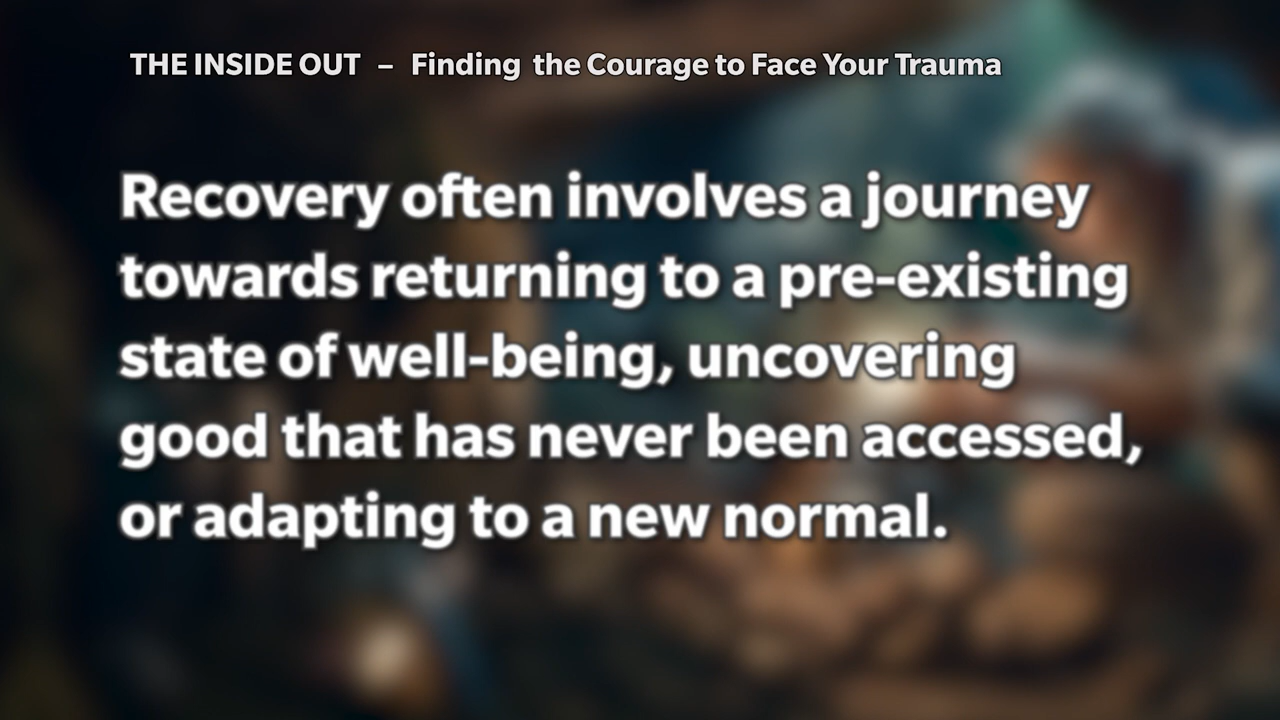 THE INSIDE OUT – Finding the Courage to Face Your Trauma
Recovery often involves a journey
towards returning to a pre-existing
state of well-being, uncovering
good that has never been accessed,
or adapting to a new normal.